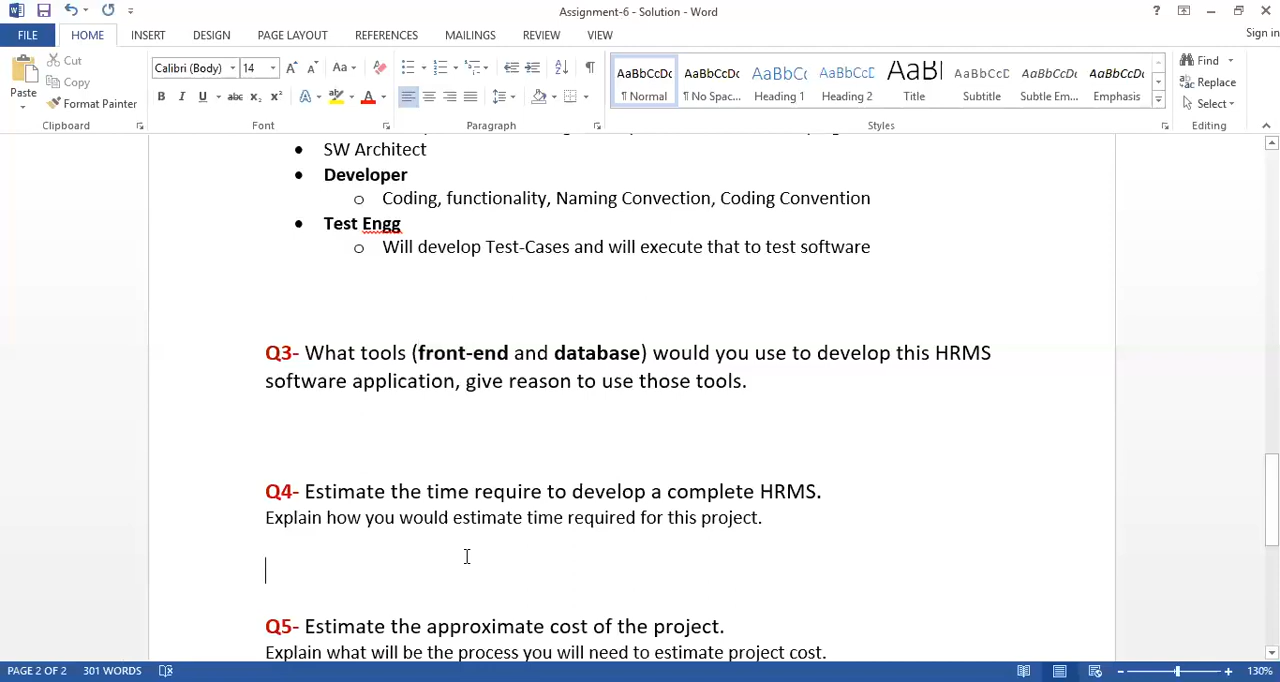 Assignment-6 - Solution - Word
?
Sign in
FILE HOME INSERT DESIGN PAGE LAYOUT REFERENCES MAILINGS REVIEW VIEW
Paste
Cut
Copy
Format Painter
Clipboard
Calibri (Body) 14 A A Aa
B I U abc X₂ X² A ab A
Font
Paragraph
AaBbCcDc AaBbCcDc AaBbCc AaBbCcD AaBl AaBbCcD AaBbCcDc AaBbCcDc
¶ Normal ¶ No Spac... Heading 1 Heading 2 Title Subtitle Subtle Em... Emphasis
Styles
Find
Replace
Select
Editing
• SW Architect
• Developer
o Coding, functionality, Naming Convection, Coding Convention
• Test Engg
o Will develop Test-Cases and will execute that to test software
Q3- What tools (front-end and database) would you use to develop this HRMS
software application, give reason to use those tools.
Q4- Estimate the time require to develop a complete HRMS.
Explain how you would estimate time required for this project.
Q5- Estimate the approximate cost of the project.
Explain what will be the process you will need to estimate project cost.
PAGE 2 OF 2 301 WORDS
130%